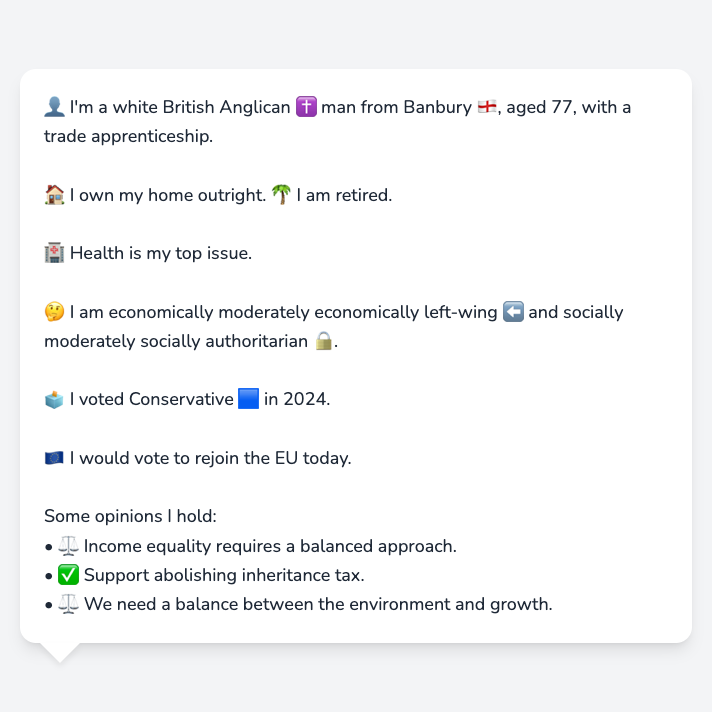 👤 I'm a white British Anglican ✝️ man from Banbury 🏴󠁧󠁢󠁥󠁮󠁧󠁿, aged 77, with a
trade apprenticeship.
🏠 I own my home outright. 🌴 I am retired.
🏥 Health is my top issue.
🤔 I am economically moderately economically left-wing ⬅️ and socially
moderately socially authoritarian 🔒.
🗳️ I voted Conservative 🟦 in 2024.
🇪🇺 I would vote to rejoin the EU today.
Some opinions I hold:
• ⚖️ Income equality requires a balanced approach.
• ✅ Support abolishing inheritance tax.
• ⚖️ We need a balance between the environment and growth.